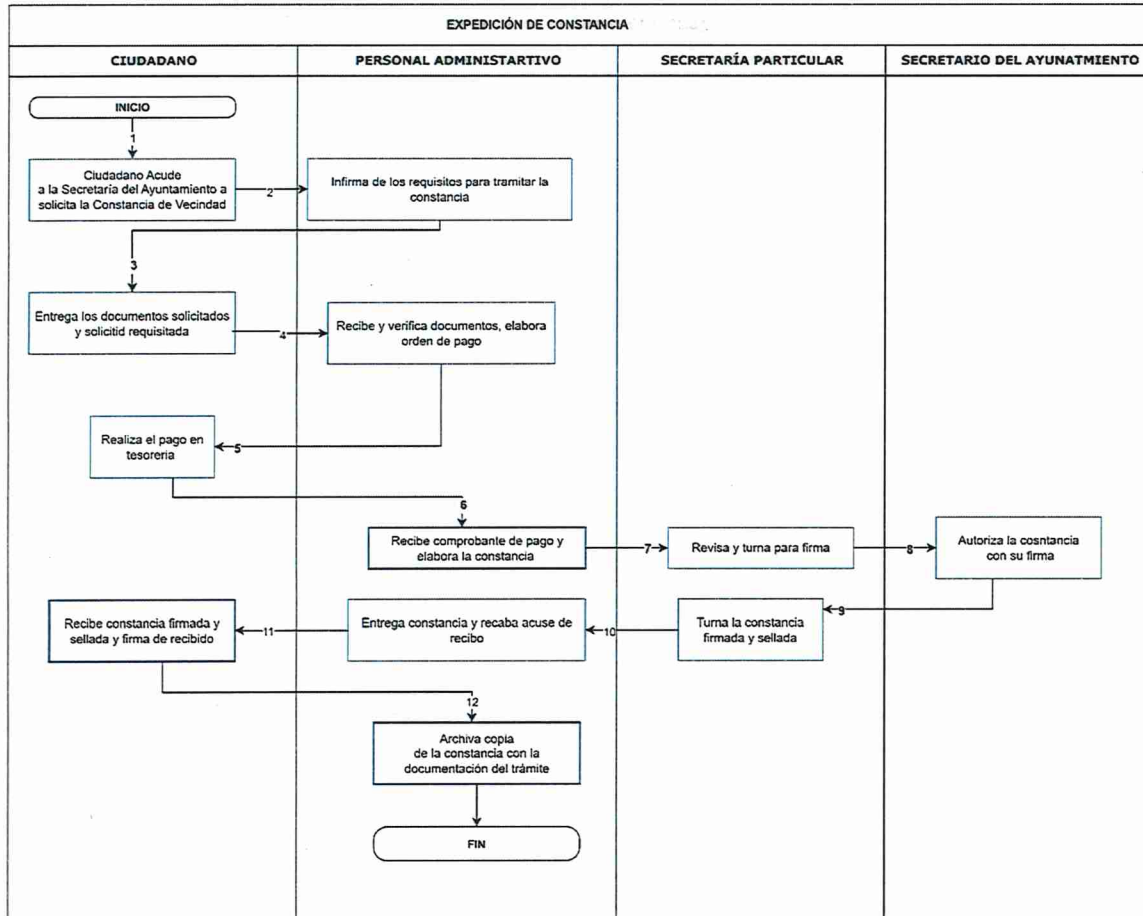 EXPEDICIÓN DE CONSTANCIA
CIUDADANO
PERSONAL ADMINISTARTIVO
SECRETARÍA PARTICULAR
SECRETARIO DEL AYUNATMIENTO
INICIO
1
Ciudadano Acude
a la Secretaría del Ayuntamiento a
solicita la Constancia de Vecindad
2
Infirma de los requisitos para tramitar la
constancia
3
Entrega los documentos solicitados
y solicitid requisitada
4
Recibe y verifica documentos, elabora
orden de pago
5
Realiza el pago en
tesoreria
6
Recibe comprobante de pago y
elabora la constancia
7
Revisa y turna para firma
8
Autoriza la cosntancia
con su firma
9
Turna la constancia
firmada y sellada
10
Entrega constancia y recaba acuse de
recibo
11
Recibe constancia firmada y
sellada y firma de recibido
12
Archiva copia
de la constancia con la
documentación del trámite
FIN